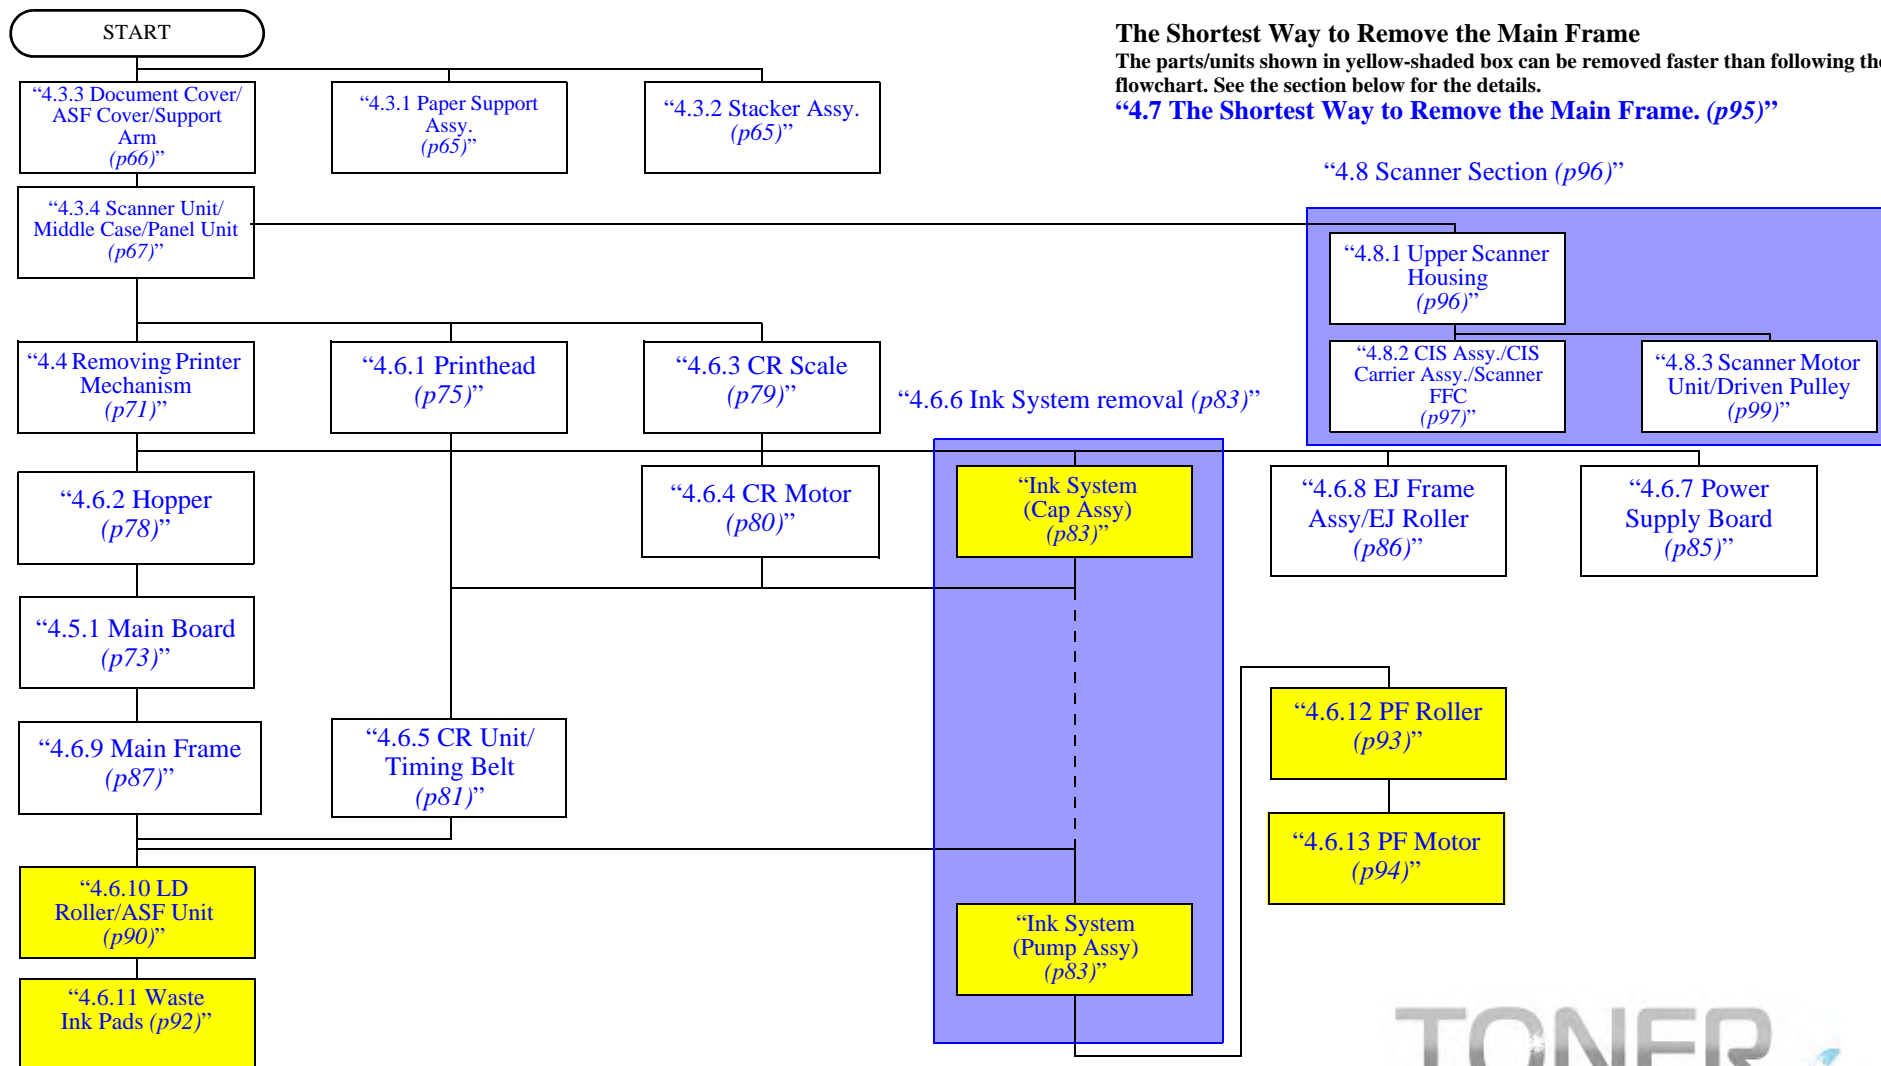 START
The Shortest Way to Remove the Main Frame
The parts/units shown in yellow-shaded box can be removed faster than following the
flowchart. See the section below for the details.
“4.7 The Shortest Way to Remove the Main Frame. (p95)”
“4.3.3 Document Cover/
ASF Cover/Support
Arm
(p66)”
“4.3.1 Paper Support
Assy.
(p65)”
“4.3.2 Stacker Assy.
(p65)”
“4.8 Scanner Section (p96)”
“4.3.4 Scanner Unit/
Middle Case/Panel Unit
(p67)”
“4.8.1 Upper Scanner
Housing
(p96)”
“4.4 Removing Printer
Mechanism
(p71)”
“4.6.1 Printhead
(p75)”
“4.6.3 CR Scale
(p79)”
“4.6.6 Ink System removal (p83)”
“4.8.2 CIS Assy./CIS
Carrier Assy./Scanner
FFC
(p97)”
“4.8.3 Scanner Motor
Unit/Driven Pulley
(p99)”
“4.6.2 Hopper
(p78)”
“4.6.4 CR Motor
(p80)”
“Ink System
(Cap Assy)
(p83)”
“4.6.8 EJ Frame
Assy/EJ Roller
(p86)”
“4.6.7 Power
Supply Board
(p85)”
“4.5.1 Main Board
(p73)”
“4.6.9 Main Frame
(p87)”
“4.6.5 CR Unit/
Timing Belt
(p81)”
“4.6.12 PF Roller
(p93)”
“4.6.13 PF Motor
(p94)”
“4.6.10 LD
Roller/ASF Unit
(p90)”
“Ink System
(Pump Assy)
(p83)”
“4.6.11 Waste
Ink Pads (p92)”
TONER